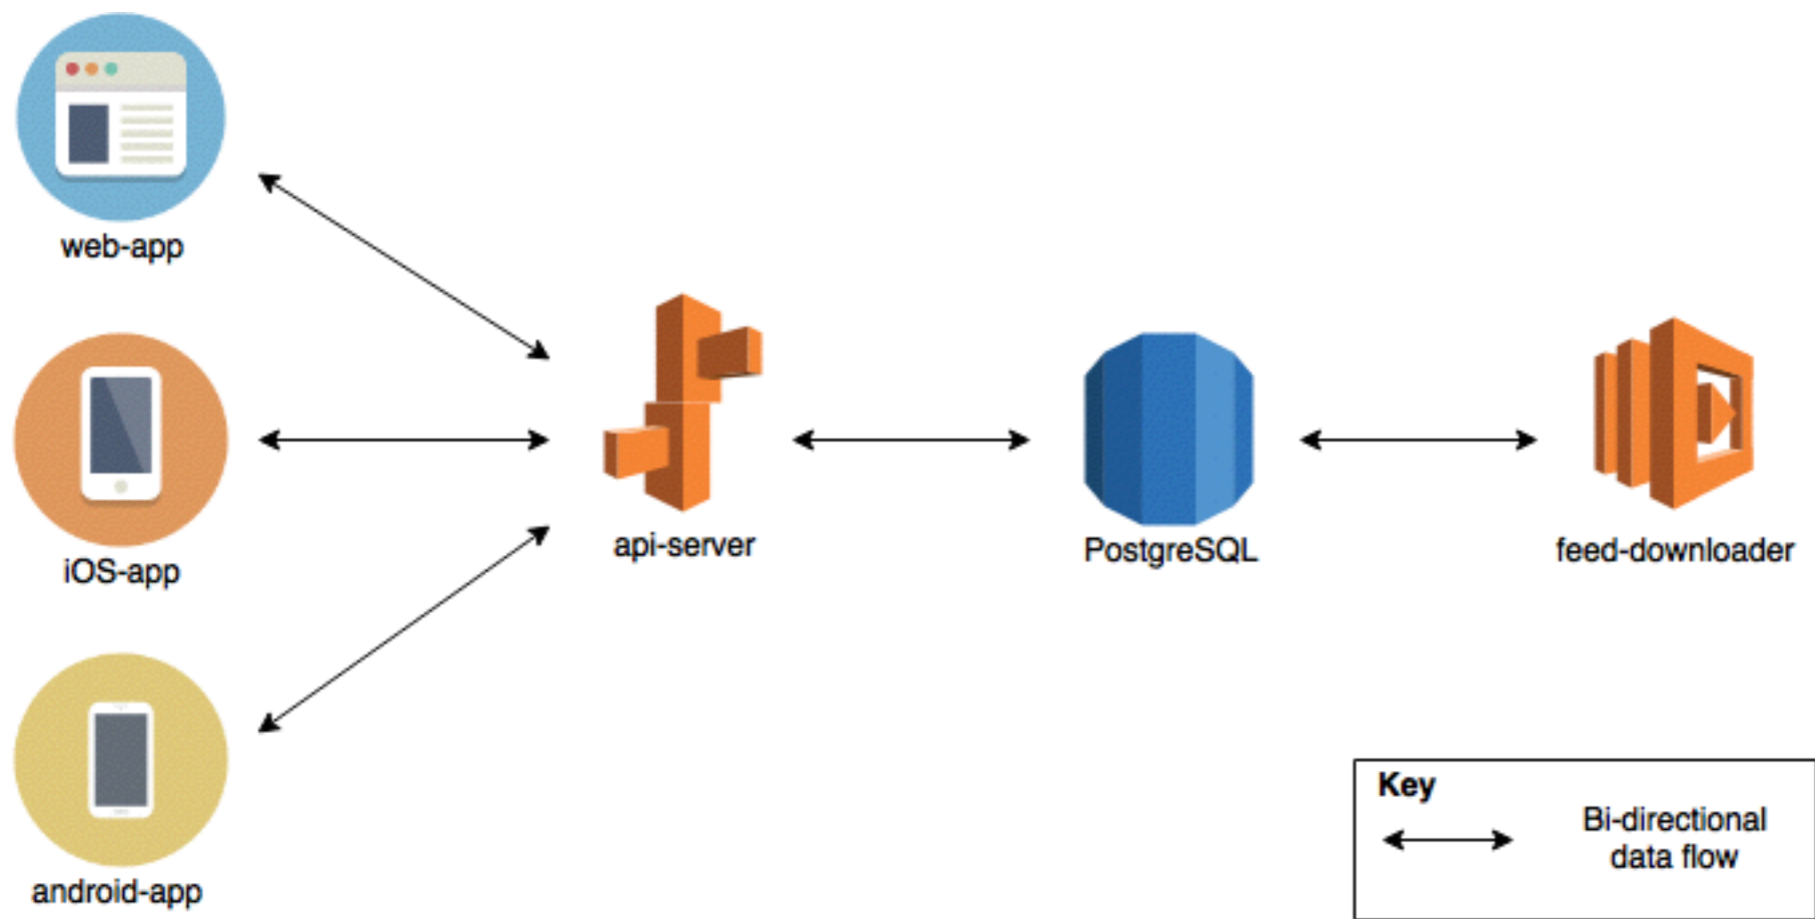 web-app
iOS-app
android-app
api-server
PostgreSQL
feed-downloader
Key
Bi-directional
data flow